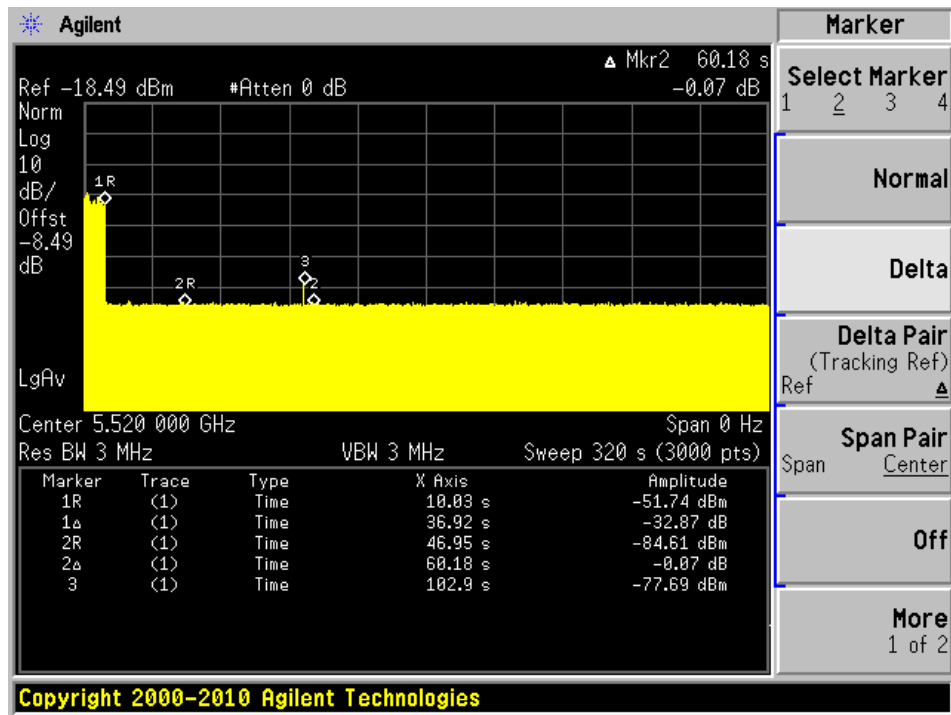 Agilent
Marker
Δ Mkr2 60.18 s
Ref -18.49 dBm #Atten 0 dB -0.07 dB
Norm
Log
10
dB/
Offst
-8.49
dB
1R
2R
3
2
LgAv
Center 5.520 000 GHz Span 0 Hz
Res BW 3 MHz VBW 3 MHz Sweep 320 s (3000 pts)
Marker Trace Type X Axis Amplitude
1R (1) Time 10.03 s -51.74 dBm
1Δ (1) Time 36.92 s -32.87 dB
2R (1) Time 46.95 s -84.61 dBm
2Δ (1) Time 60.18 s -0.07 dB
3 (1) Time 102.9 s -77.69 dBm
Select Marker
1 2 3 4
Normal
Delta
Delta Pair
(Tracking Ref)
Ref Δ
Span Pair
Span Center
Off
More
1 of 2
Copyright 2000-2010 Agilent Technologies